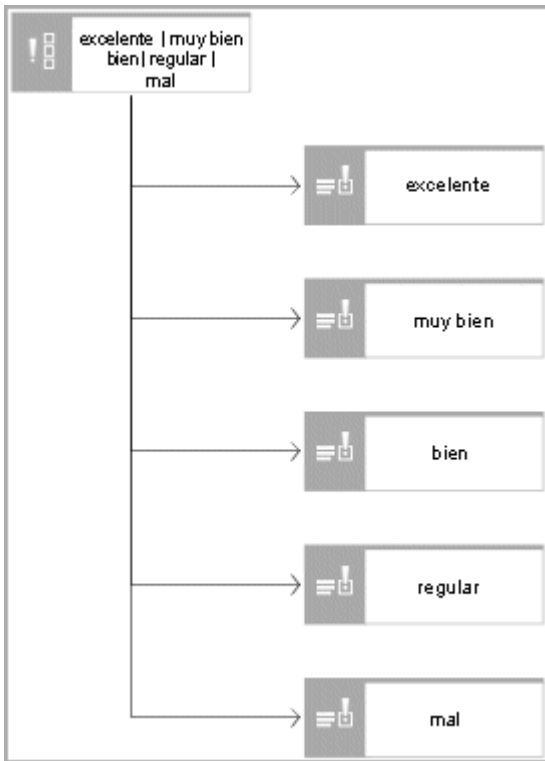 excelente | muy bien
bien| regular |
mal
excelente
muy bien
bien
regular
mal